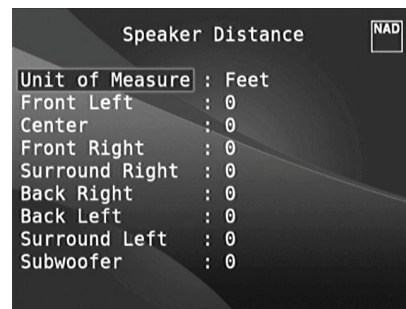 Speaker Distance
NAD
Unit of Measure : Feet
Front Left : 0
Center : 0
Front Right : 0
Surround Right : 0
Back Right : 0
Back Left : 0
Surround Left : 0
Subwoofer : 0